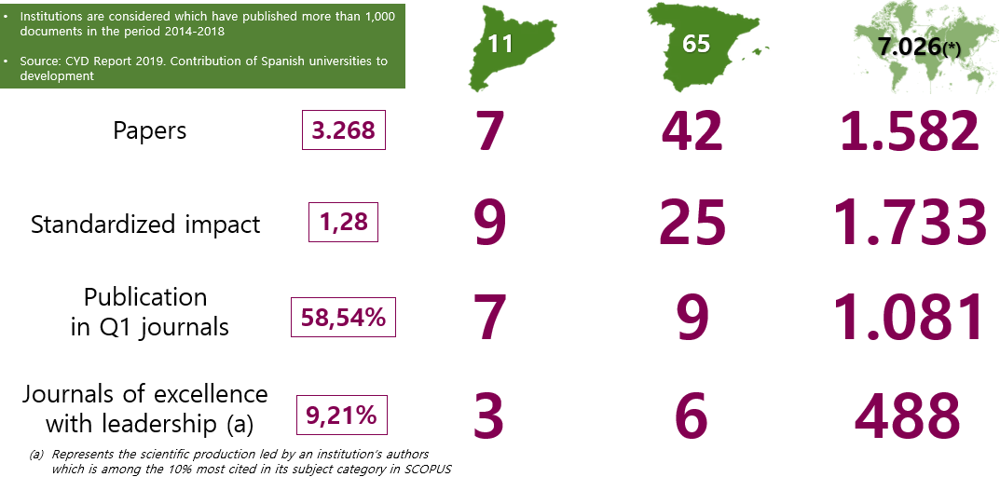 • Institutions are considered which have published more than 1,000
documents in the period 2014-2018
• Source: CYD Report 2019. Contribution of Spanish universities to
development
11
65
7.026(*)
Papers
3.268
7
42
1.582
Standardized impact
1,28
9
25
1.733
Publication
in Q1 journals
58,54%
7
9
1.081
Journals of excellence
with leadership (a)
9,21%
3
6
488
(a) Represents the scientific production led by an institution's authors
which is among the 10% most cited in its subject category in SCOPUS